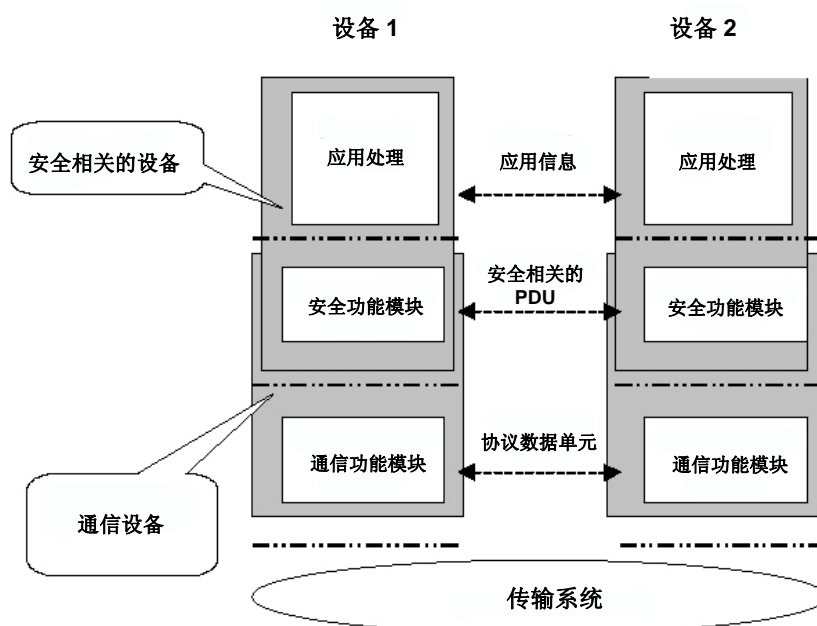 设备 1
设备 2
安全相关的设备
应用处理
应用信息
应用处理
安全功能模块
安全相关的
PDU
安全功能模块
通信功能模块
协议数据单元
通信功能模块
通信设备
传输系统